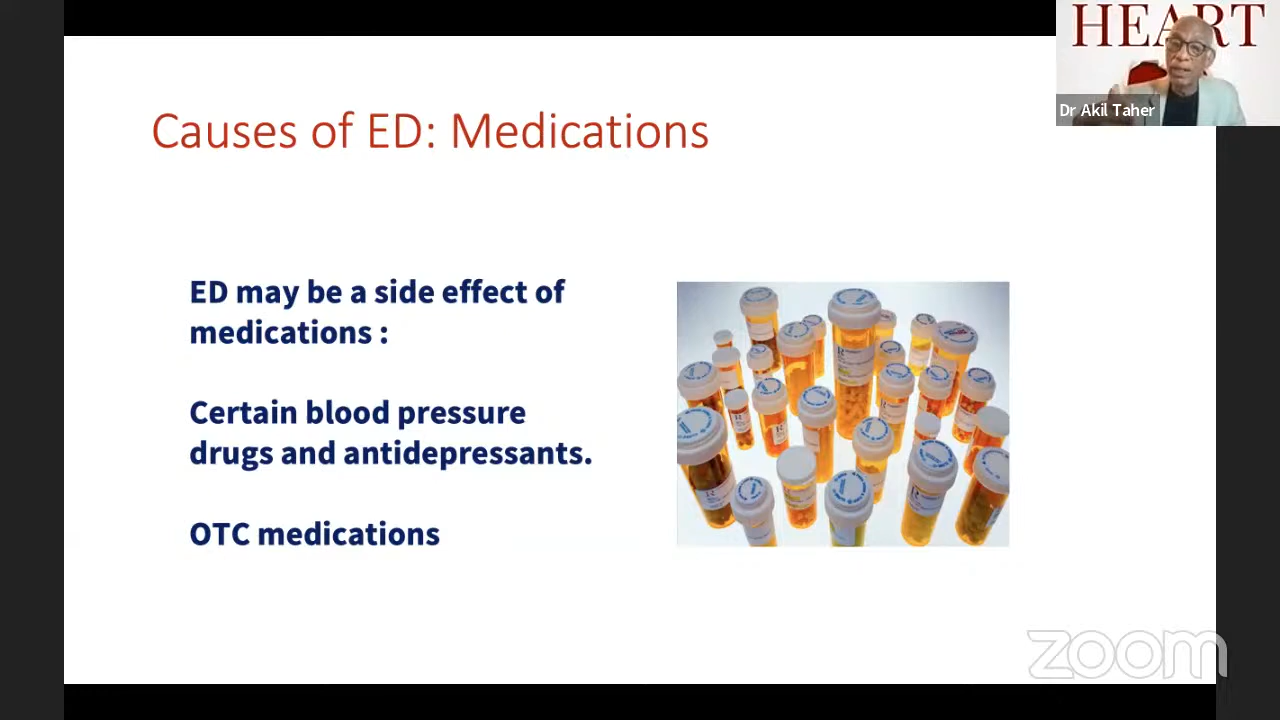 HEART
Dr Akil Taher
Causes of ED: Medications
ED may be a side effect of
medications :
Certain blood pressure
drugs and antidepressants.
OTC medications
zoom